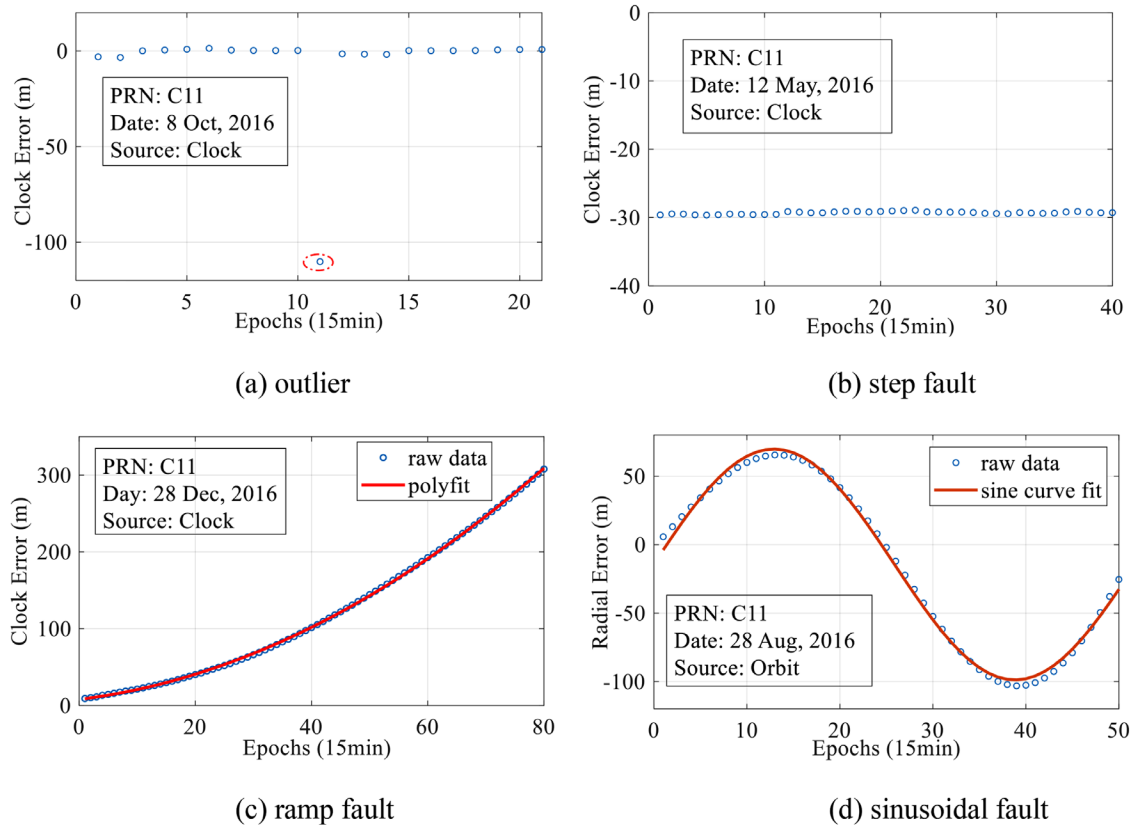 0
-50
-100
Clock Error (m)
PRN: C11
Date: 8 Oct, 2016
Source: Clock
0 5 10 15 20
Epochs (15min)
(a) outlier
0
-10
-20
-30
-40
Clock Error (m)
PRN: C11
Date: 12 May, 2016
Source: Clock
0 10 20 30 40
Epochs (15min)
(b) step fault
300
200
100
0
Clock Error (m)
PRN: C11
Day: 28 Dec, 2016
Source: Clock
raw data
polyfit
0 20 40 60 80
Epochs (15min)
(c) ramp fault
50
0
-50
-100
Radial Error (m)
raw data
sine curve fit
PRN: C11
Date: 28 Aug, 2016
Source: Orbit
0 10 20 30 40 50
Epochs (15min)
(d) sinusoidal fault